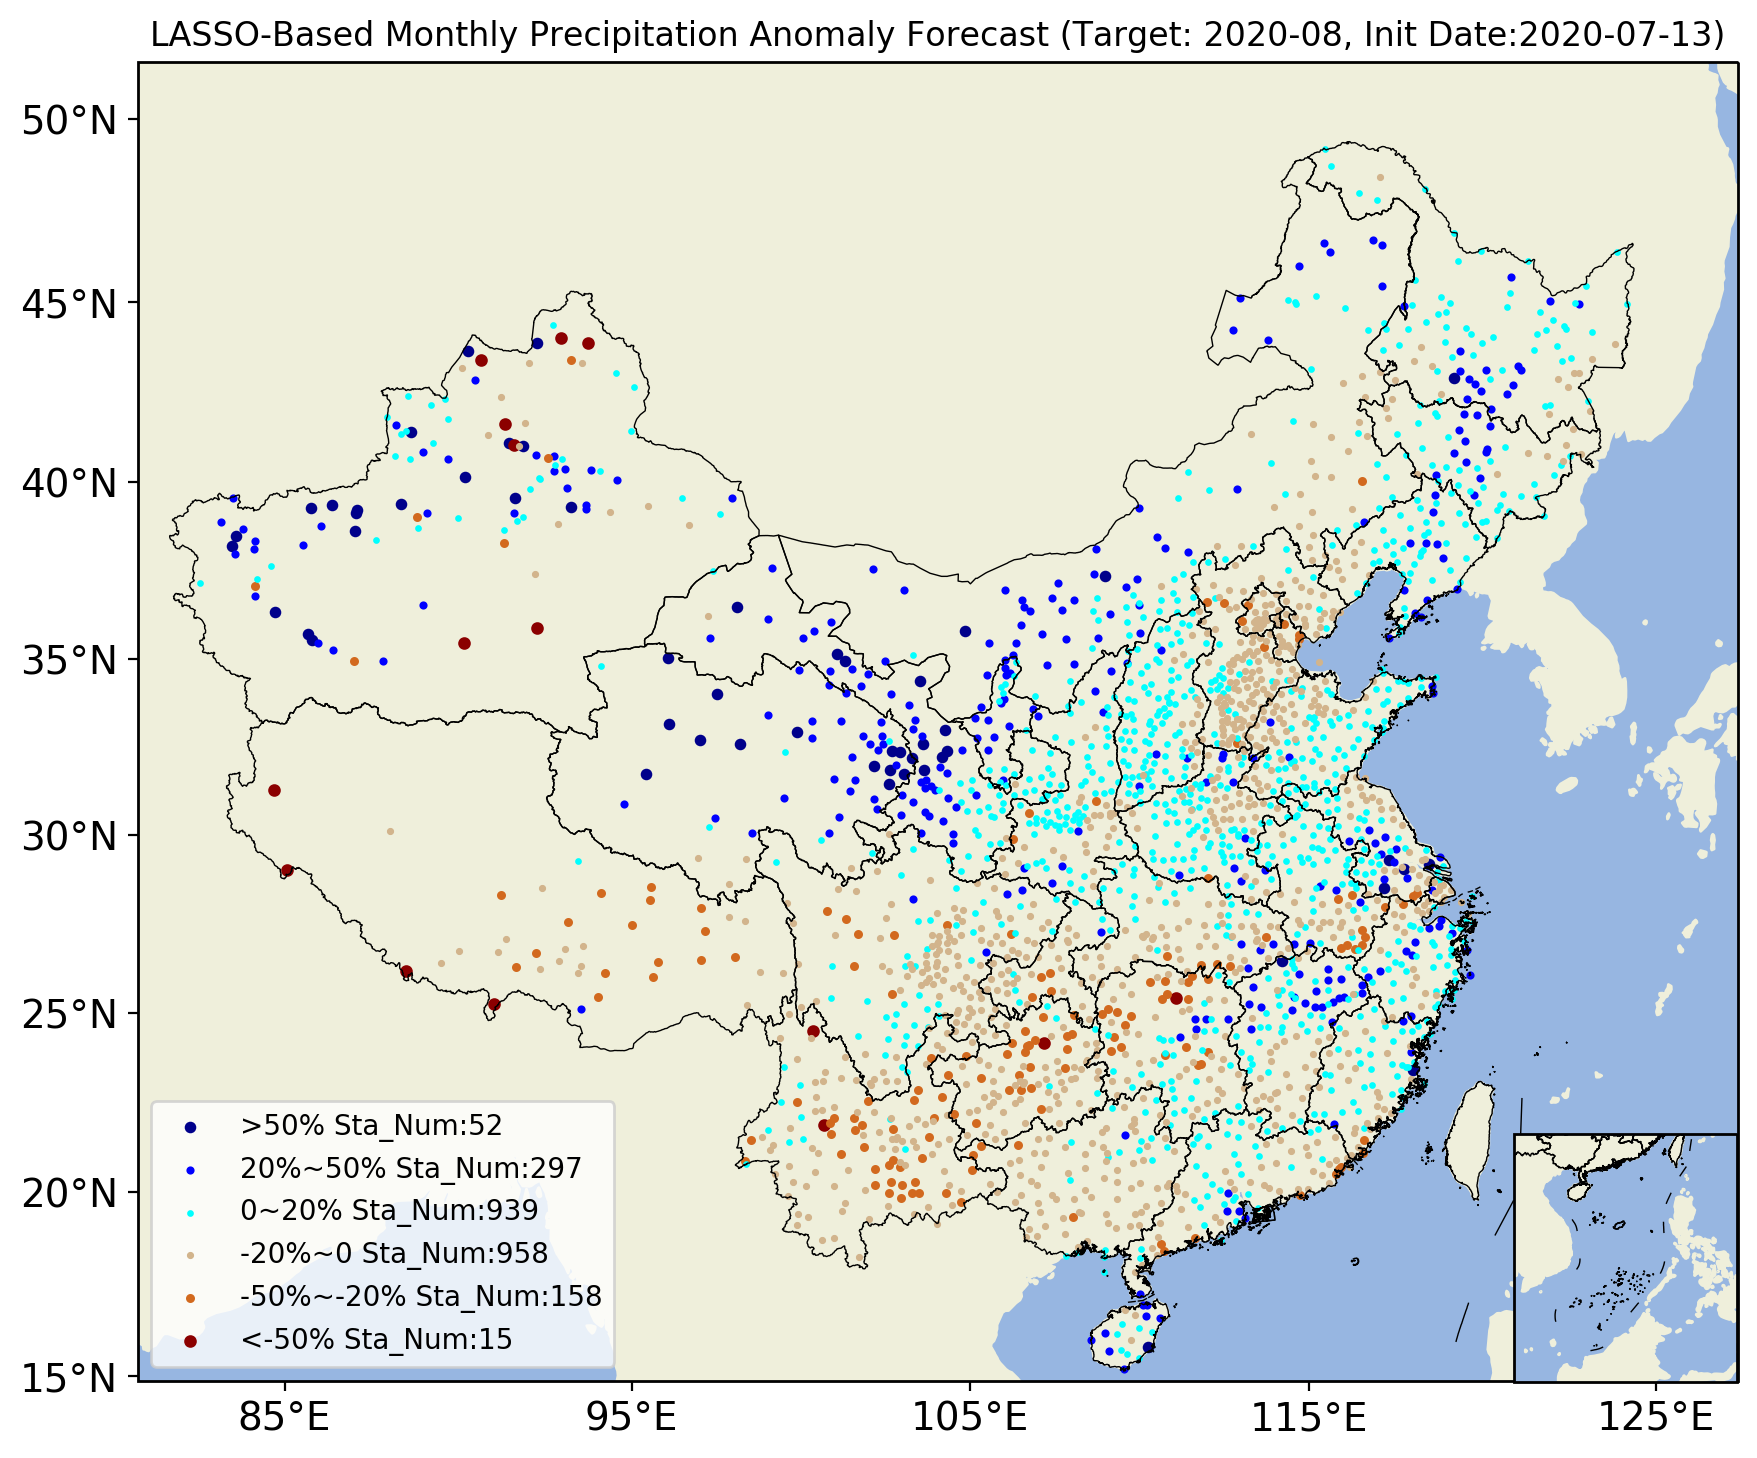 LASSO-Based Monthly Precipitation Anomaly Forecast (Target: 2020-08, Init Date:2020-07-13)
50°N
45°N
40°N
35°N
30°N
25°N
20°N
15°N
>50% Sta_Num:52
20%~50% Sta_Num:297
0~20% Sta_Num:939
-20%~0 Sta_Num:958
-50%~-20% Sta_Num:158
<-50% Sta_Num:15
85°E
95°E
105°E
115°E
125°E